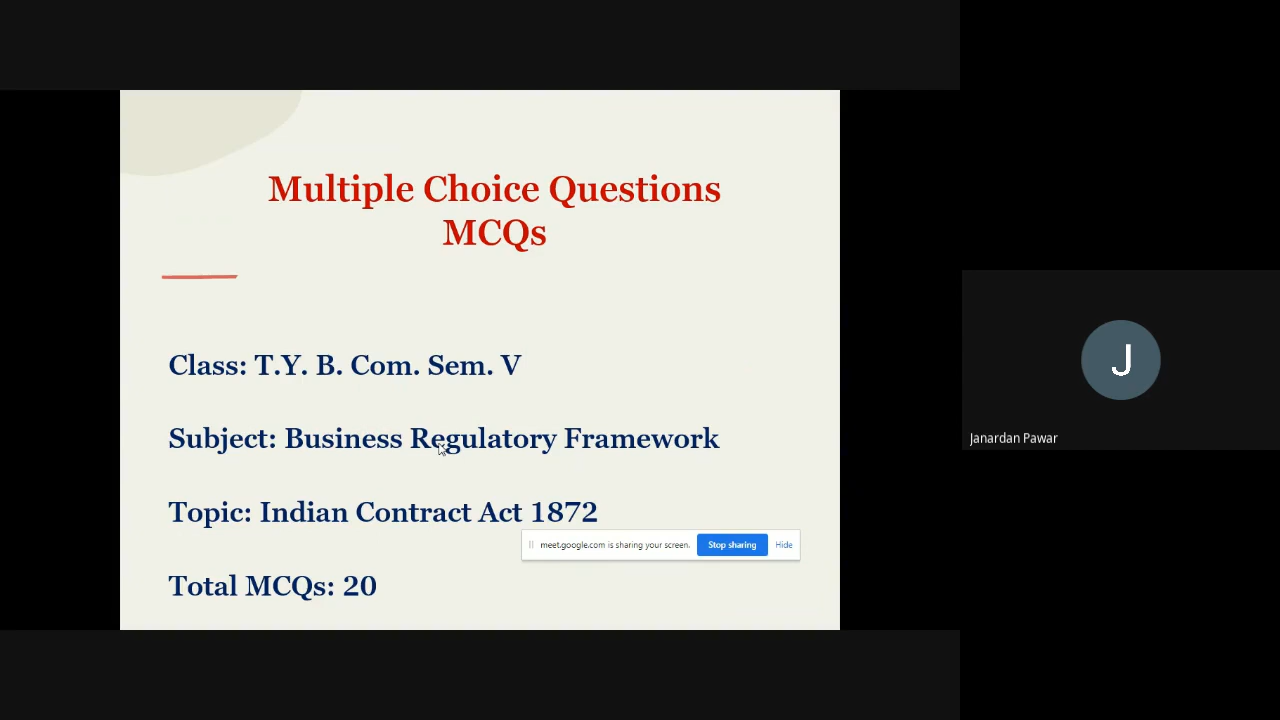 Multiple Choice Questions
MCQs
Class: T.Y. B. Com. Sem. V
Subject: Business Regulatory Framework
Topic: Indian Contract Act 1872
meet.google.com is sharing your screen.
Stop sharing
Hide
Total MCQs: 20
J
Janardan Pawar